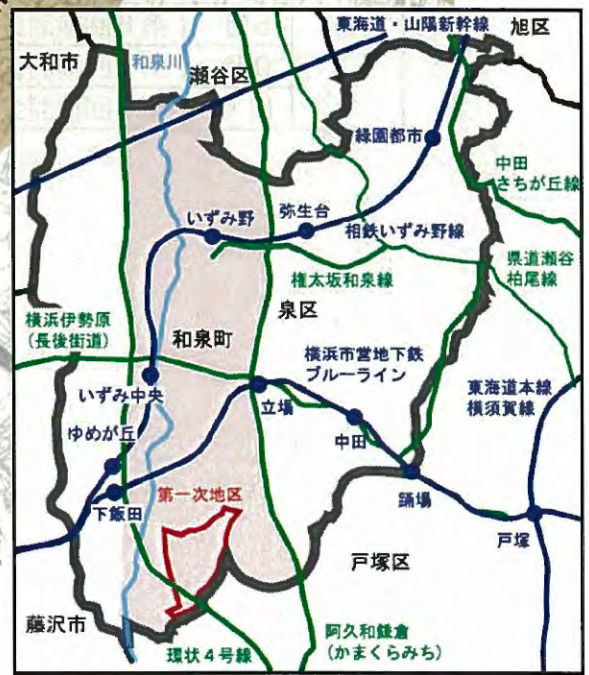 東海道・山陽新幹線
旭区
大和市
和泉川
瀬谷区
緑園都市
中田
さちが丘線
いずみ野
弥生台
相鉄いずみ野線
県道瀬谷
柏尾線
権太坂和泉線
横浜伊勢原
(長後街道)
泉区
和泉町
横浜市営地下鉄
ブルーライン
いずみ中央
立場
東海道本線
横須賀線
ゆめが丘
中田
下飯田
第一次地区
踊場
戸塚
戸塚区
藤沢市
環状4号線
阿久和鎌倉
(かまくらみち)